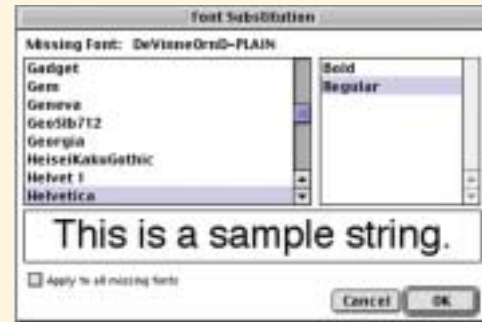 Font Substitution
Missing Font: DeVinneOrnD-PLAIN
Gadget
Gem
Geneva
GeoSlb712
Georgia
HeiseiKakuGothic
Helvet 1
Helvetica
Bold
Regular
This is a sample string.
Apply to all missing fonts
Cancel
OK